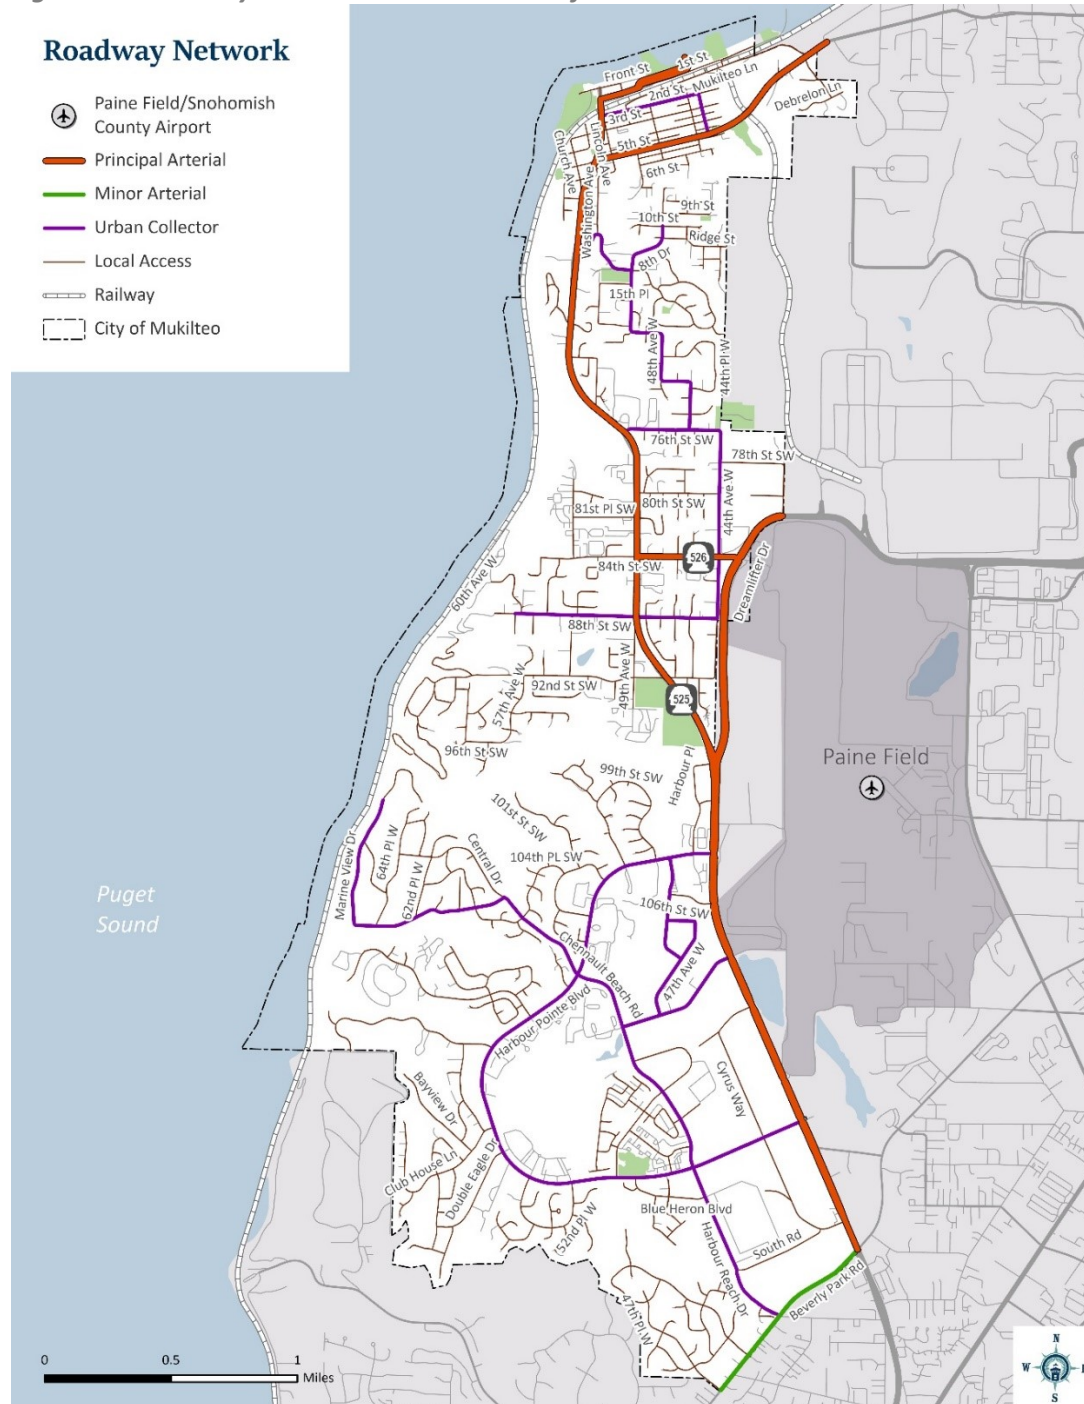 Roadway Network
Paine Field/Snohomish
County Airport
Principal Arterial
Minor Arterial
Urban Collector
Local Access
Railway
City of Mukilteo
Front St
1st St
2nd St
Mukilteo Ln
3rd St
Debrelon Ln
5th St
Lincoln Ave
Church Ave
6th St
Washington Ave
9th St
10th St
Ridge St
8th Dr
15th Pl
48th Ave W
44th Pl W
76th St SW
78th St SW
44th Ave W
80th St SW
81st Pl SW
526
84th St SW
60th Ave W
Dreamlifter Dr
88th St SW
92nd St SW
49th Ave W
57th Ave W
525
96th St SW
99th St SW
Harbour Pl
Paine Field
101st St SW
104th PL SW
Central Dr
64th Pl W
62nd Pl W
Marine View Dr
Puget
Sound
106th St SW
Chennault Beach Rd
47th Ave W
Harbour Pointe Blvd
Cyrus Way
Bayview Dr
Club House Ln
Double Eagle Dr
52nd Pl W
Blue Heron Blvd
South Rd
Harbour Reach Dr
Beverly Park Rd
47th Pl W
0 0.5 1
Miles
N
W
S